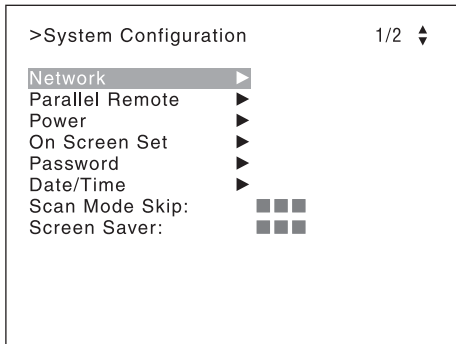 >System Configuration 1/2
Network
Parallel Remote
Power
On Screen Set
Password
Date/Time
Scan Mode Skip:
Screen Saver: